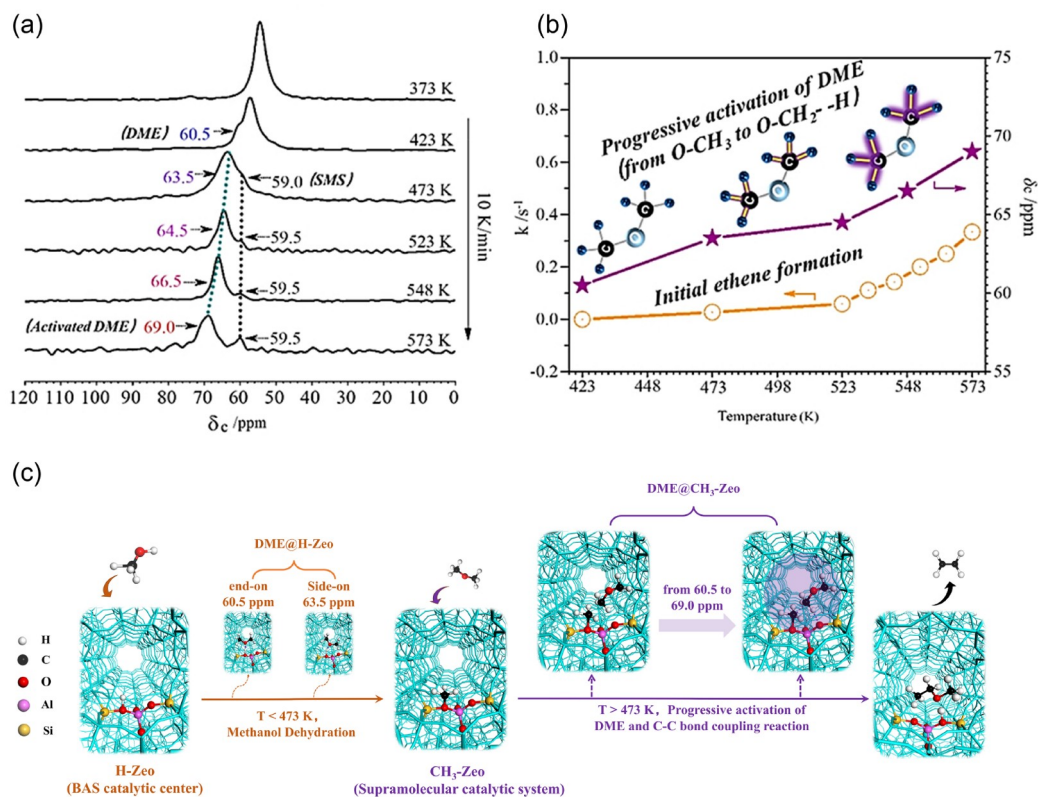 (a)
373 K
(DME) 60.5
423 K
63.5
59.0 (SMS)
473 K
64.5
59.5
523 K
66.5
59.5
548 K
(Activated DME) 69.0
59.5
573 K
10 K/min
120 100 80 60 40 20 0
δc /ppm
(b)
1.0
0.8
0.6
0.4
0.2
0.0
-0.2
k /s⁻¹
Progressive activation of DME
(from O-CH₃ to O-CH₂- -H)
C C C C C C
Initial ethene formation
75
70
65
60
55
δc /ppm
423 448 473 498 523 548 573
Temperature (K)
(c)
H
C
O
Al
Si
H-Zeo
(BAS catalytic center)
DME@H-Zeo
end-on
60.5 ppm
Side-on
63.5 ppm
T < 473 K,
Methanol Dehydration
CH₃-Zeo
(Supramolecular catalytic system)
DME@CH₃-Zeo
from 60.5 to
69.0 ppm
T > 473 K, Progressive activation of
DME and C-C bond coupling reaction